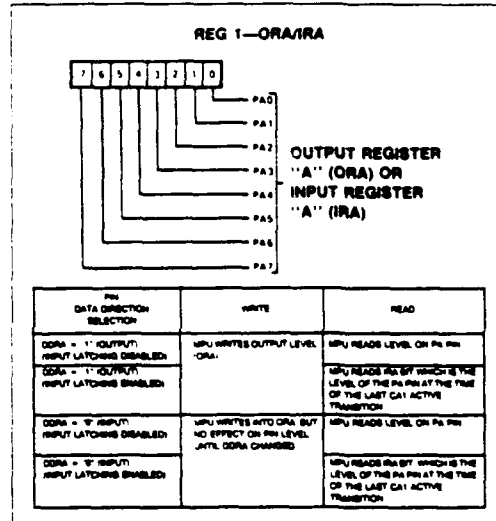 REG 1—ORA/IRA
7 6 5 4 3 2 1 0
PA0
PA1
PA2
PA3
PA4
PA5
PA6
PA7
OUTPUT REGISTER
"A" (ORA) OR
INPUT REGISTER
"A" (IRA)
PIN
DATA DIRECTION
SELECTION
WRITE
READ
DDRA = "1" (OUTPUT)
(INPUT LATCHING DISABLED)
MPU WRITES OUTPUT LEVEL
(ORA)
MPU READS LEVEL ON PA PIN
DDRA = "1" (OUTPUT)
(INPUT LATCHING ENABLED)
MPU READS IRA BIT WHICH IS THE
LEVEL OF THE PA PIN AT THE TIME
OF THE LAST CA1 ACTIVE
TRANSITION
DDRA = "0" (INPUT)
(INPUT LATCHING DISABLED)
MPU WRITES INTO ORA, BUT
NO EFFECT ON PIN LEVEL
UNTIL DDRA CHANGED
MPU READS LEVEL ON PA PIN
DDRA = "0" (INPUT)
(INPUT LATCHING ENABLED)
MPU READS IRA BIT WHICH IS THE
LEVEL OF THE PA PIN AT THE TIME
OF THE LAST CA1 ACTIVE
TRANSITION